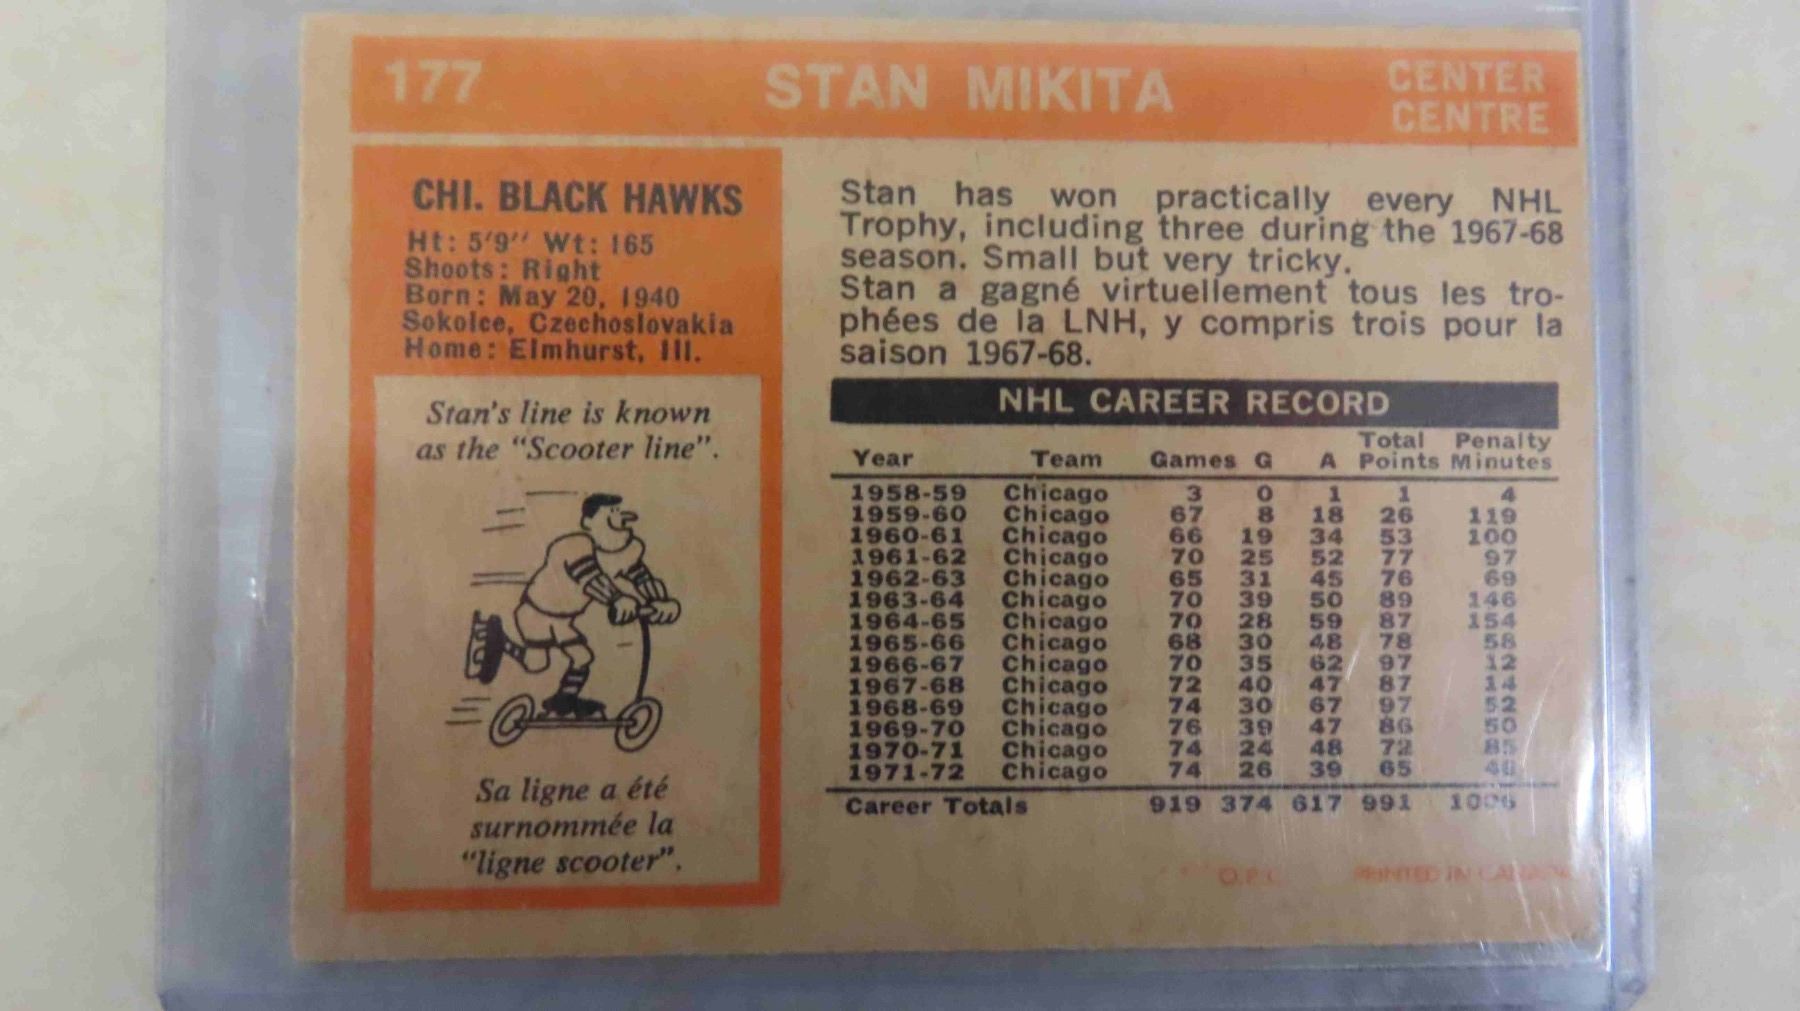 177 STAN MIKITA CENTER
CENTRE
CHI. BLACK HAWKS
Ht: 5'9" Wt: 165
Shoots: Right
Born: May 20, 1940
Sokolce, Czechoslovakia
Home: Elmhurst, Ill.
Stan's line is known
as the "Scooter line".
Sa ligne a été
surnommée la
"ligne scooter".
Stan has won practically every NHL
Trophy, including three during the 1967-68
season. Small but very tricky.
Stan a gagné virtuellement tous les tro-
phées de la LNH, y compris trois pour la
saison 1967-68.
NHL CAREER RECORD
Year Team Games G A Total Points Penalty Minutes
1958-59 Chicago 3 0 1 1 4
1959-60 Chicago 67 8 18 26 119
1960-61 Chicago 66 19 34 53 100
1961-62 Chicago 70 25 52 77 97
1962-63 Chicago 65 31 45 76 69
1963-64 Chicago 70 39 50 89 146
1964-65 Chicago 70 28 59 87 154
1965-66 Chicago 68 30 48 78 58
1966-67 Chicago 70 35 62 97 12
1967-68 Chicago 72 40 47 87 14
1968-69 Chicago 74 30 67 97 52
1969-70 Chicago 76 39 47 86 50
1970-71 Chicago 74 24 48 72 85
1971-72 Chicago 74 26 39 65 46
Career Totals 919 374 617 991 1006
O.P.C. PRINTED IN CANADA